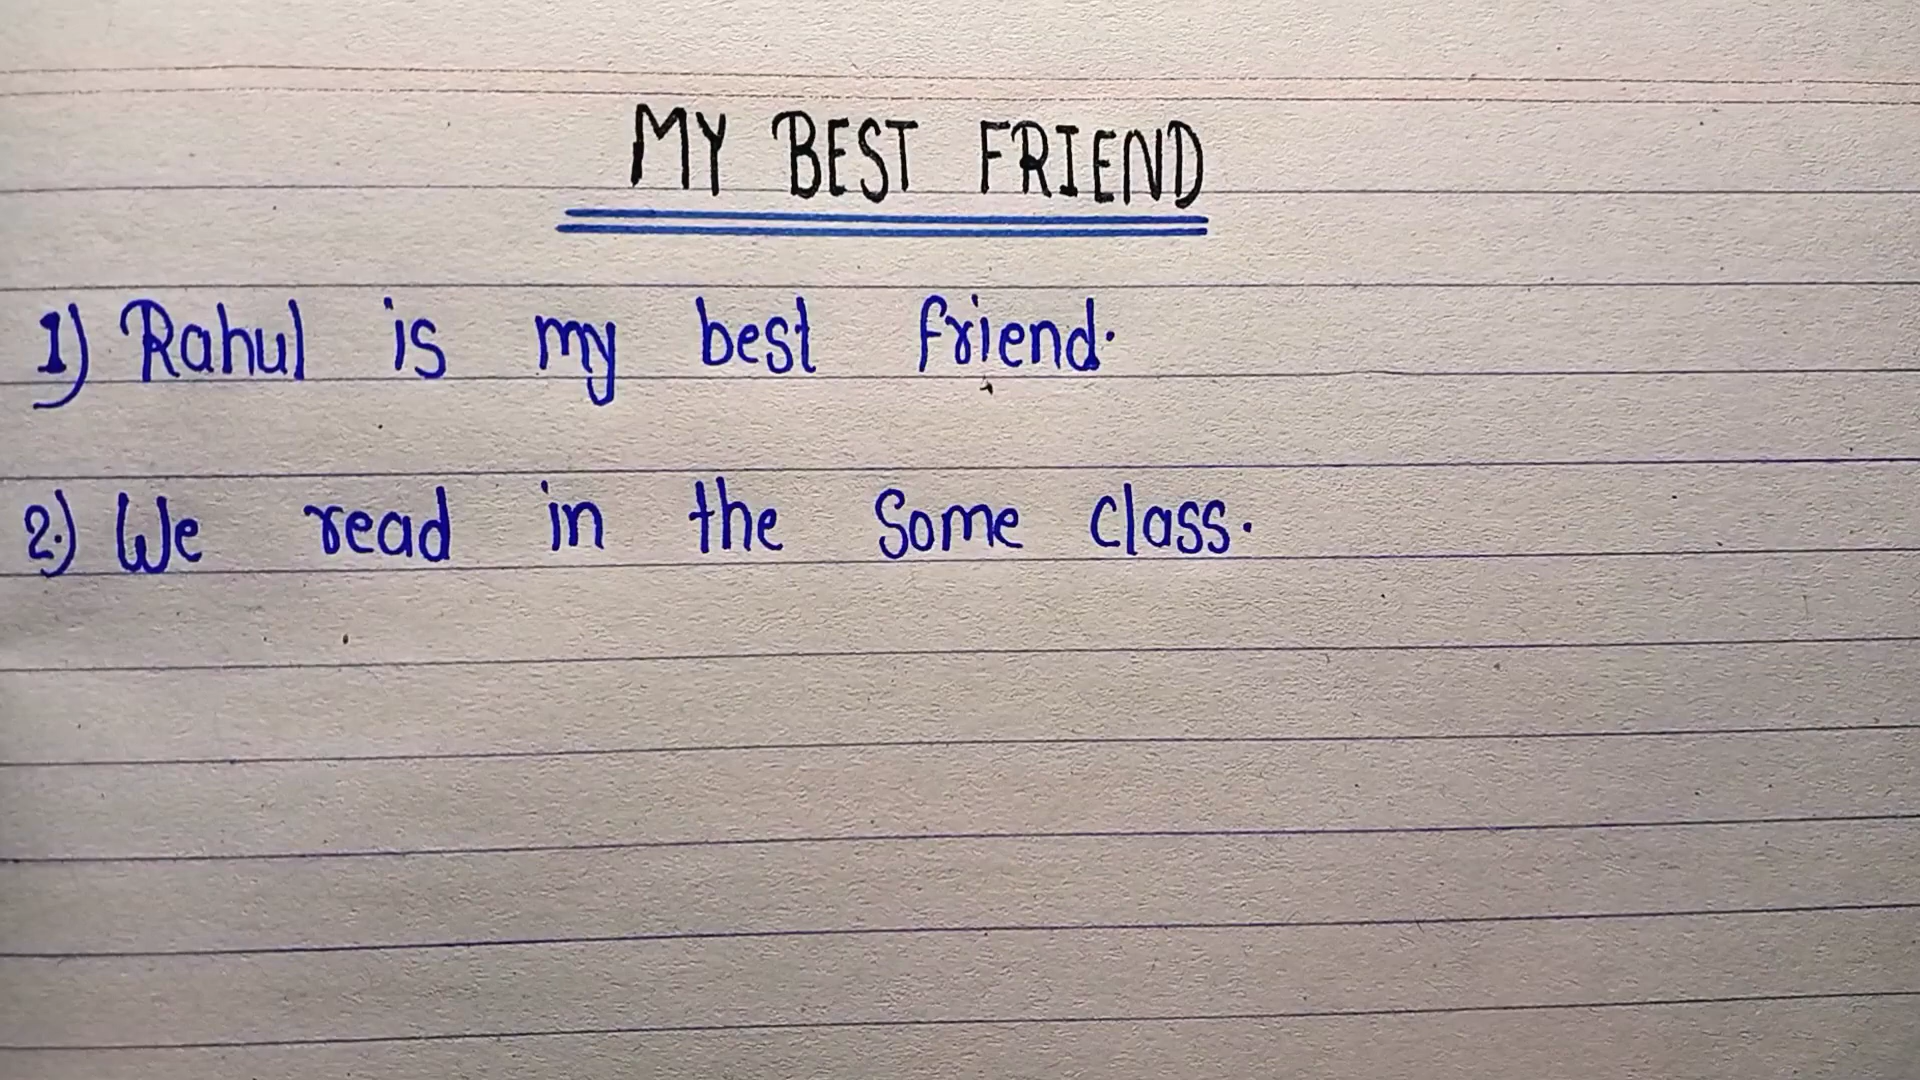 MY BEST FRIEND
1) Rahul is my best friend.
2.) We read in the Some class.